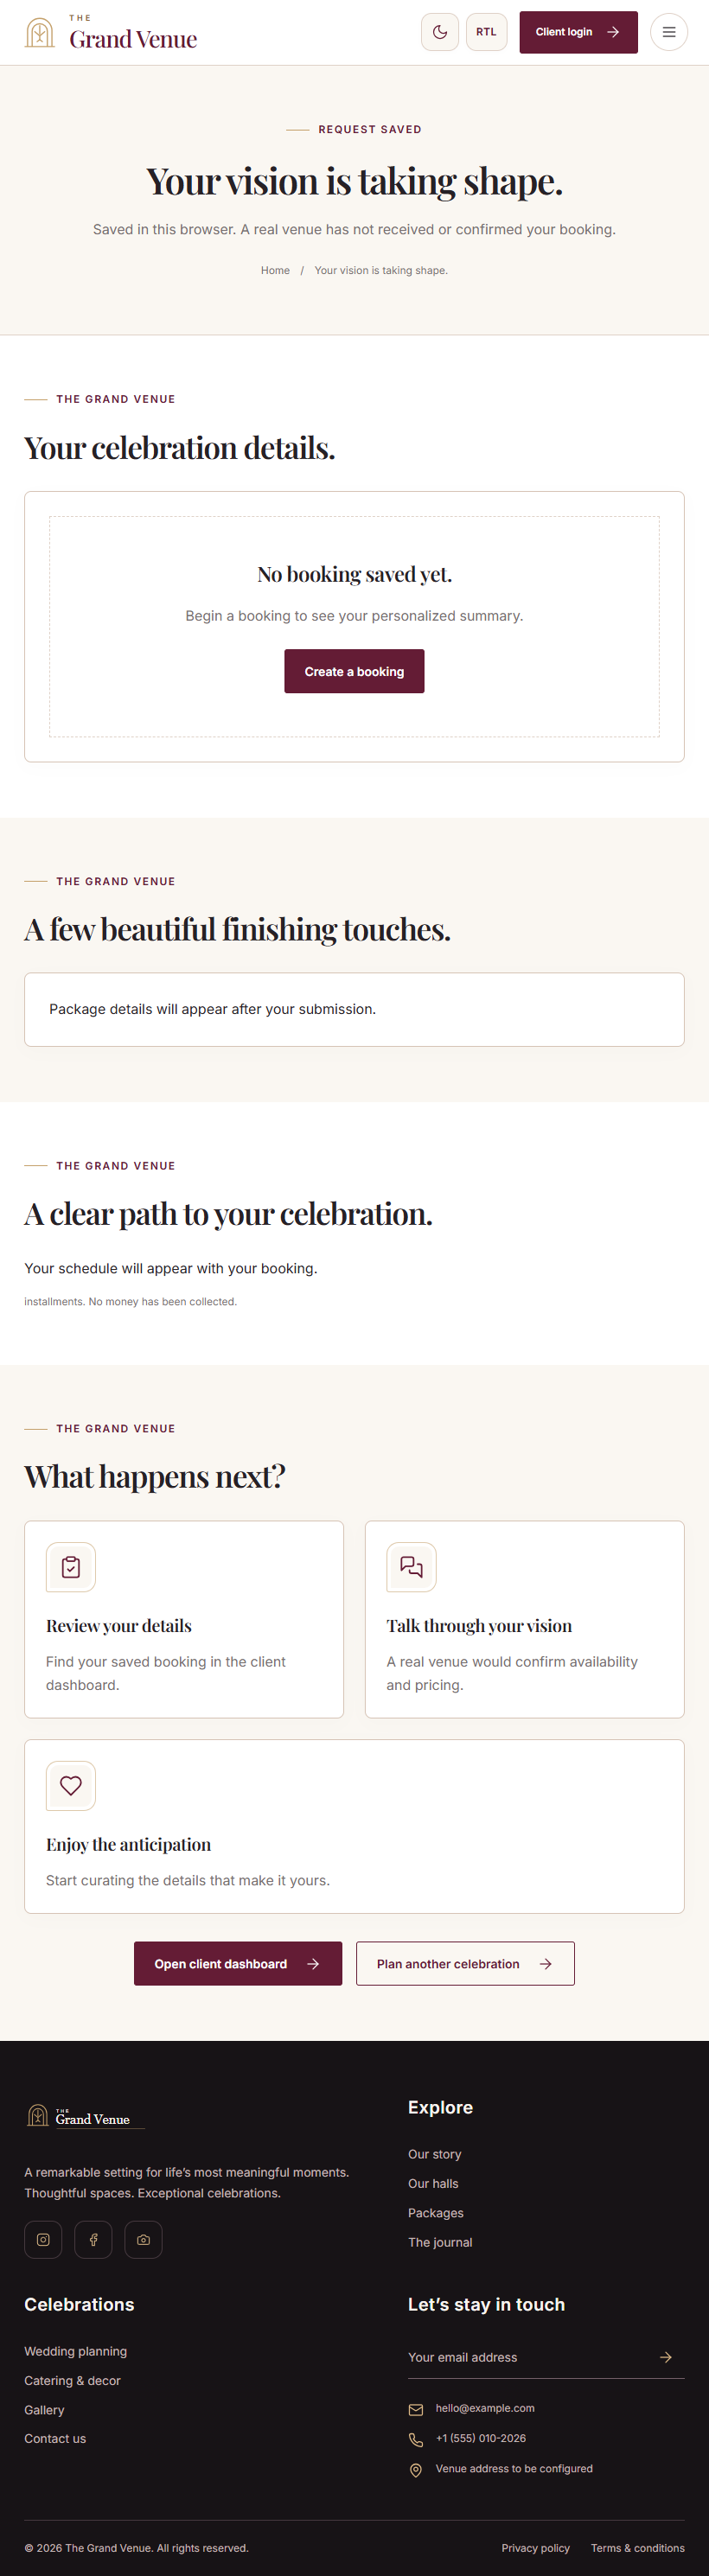 THE
Grand Venue
RTL
Client login
REQUEST SAVED
Your vision is taking shape.
Saved in this browser. A real venue has not received or confirmed your booking.
Home / Your vision is taking shape.
THE GRAND VENUE
Your celebration details.
No booking saved yet.
Begin a booking to see your personalized summary.
Create a booking
THE GRAND VENUE
A few beautiful finishing touches.
Package details will appear after your submission.
THE GRAND VENUE
A clear path to your celebration.
Your schedule will appear with your booking.
installments. No money has been collected.
THE GRAND VENUE
What happens next?
Review your details
Find your saved booking in the client
dashboard.
Talk through your vision
A real venue would confirm availability
and pricing.
Enjoy the anticipation
Start curating the details that make it yours.
Open client dashboard
Plan another celebration
THE
Grand Venue
A remarkable setting for life’s most meaningful moments.
Thoughtful spaces. Exceptional celebrations.
Explore
Our story
Our halls
Packages
The journal
Celebrations
Wedding planning
Catering & decor
Gallery
Contact us
Let’s stay in touch
Your email address
hello@example.com
+1 (555) 010-2026
Venue address to be configured
© 2026 The Grand Venue. All rights reserved.
Privacy policy
Terms & conditions